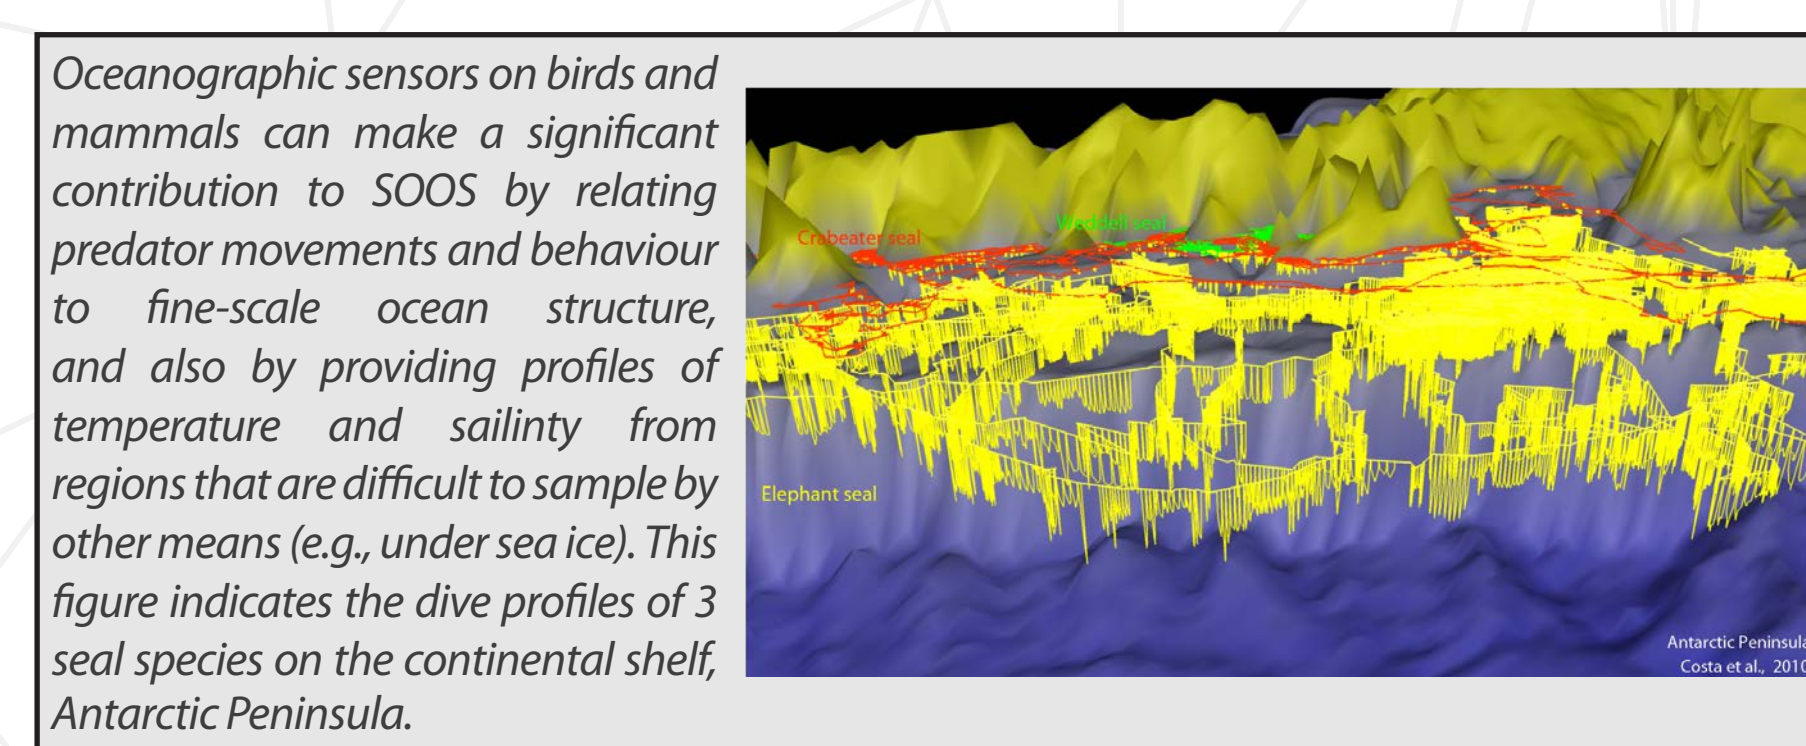 Oceanographic sensors on birds and
mammals can make a significant
contribution to SOOS by relating
predator movements and behaviour
to fine-scale ocean structure,
and also by providing profiles of
temperature and sailinty from
regions that are difficult to sample by
other means (e.g., under sea ice). This
figure indicates the dive profiles of 3
seal species on the continental shelf,
Antarctic Peninsula.
Weddell seal
Crabeater seal
Elephant seal
Antarctic Peninsula
Costa et al., 2010